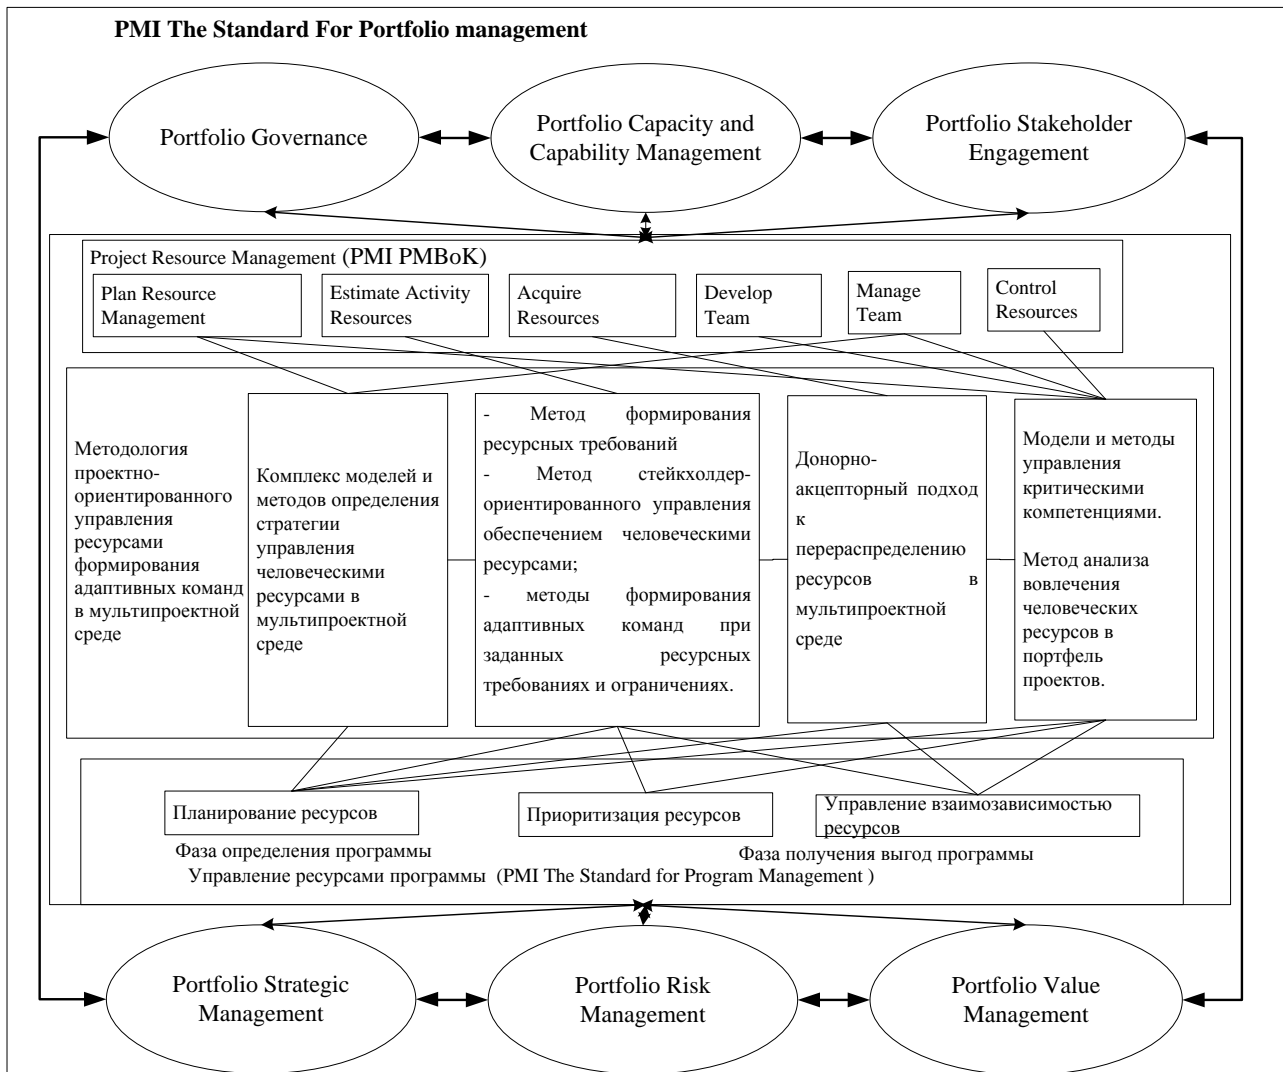 PMI The Standard For Portfolio management
Portfolio Governance
Portfolio Capacity and
Capability Management
Portfolio Stakeholder
Engagement
Project Resource Management (PMI PMBoK)
Plan Resource
Management
Estimate Activity
Resources
Acquire
Resources
Develop
Team
Manage
Team
Control
Resources
Методология
проектно-
ориентированного
управления
ресурсами
формирования
адаптивных команд
в мультипроектной
среде
Комплекс моделей и
методов определения
стратегии
управления
человеческими
ресурсами в
мультипроектной
среде
- Метод формирования
ресурсных требований
- Метод стейкхолдер-
ориентированного управления
обеспечением человеческими
ресурсами;
- методы формирования
адаптивных команд при
заданных ресурсных
требованиях и ограничениях.
Донорно-
акцепторный подход
к
перераспределению
ресурсов в
мультипроектной
среде
Модели и методы
управления
критическими
компетенциями.
Метод анализа
вовлечения
человеческих
ресурсов в
портфель
проектов.
Планирование ресурсов
Приоритизация ресурсов
Управление взаимозависимостью
ресурсов
Фаза определения программы
Фаза получения выгод программы
Управление ресурсами программы (PMI The Standard for Program Management )
Portfolio Strategic
Management
Portfolio Risk
Management
Portfolio Value
Management